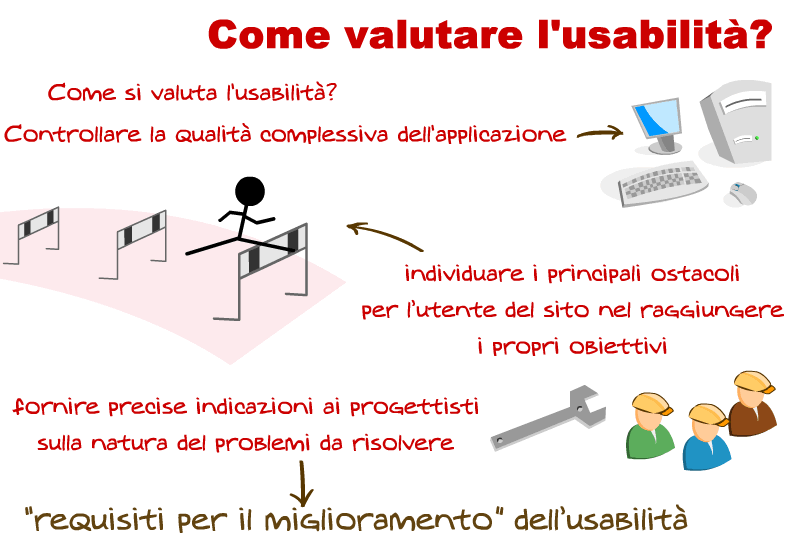 Come valutare l'usabilità?
Come si valuta l'usabilità?
Controllare la qualità complessiva dell'applicazione
individuare i principali ostacoli
per l'utente del sito nel raggiungere
i propri obiettivi
fornire precise indicazioni ai progettisti
sulla natura del problemi da risolvere
"requisiti per il miglioramento" dell'usabilità